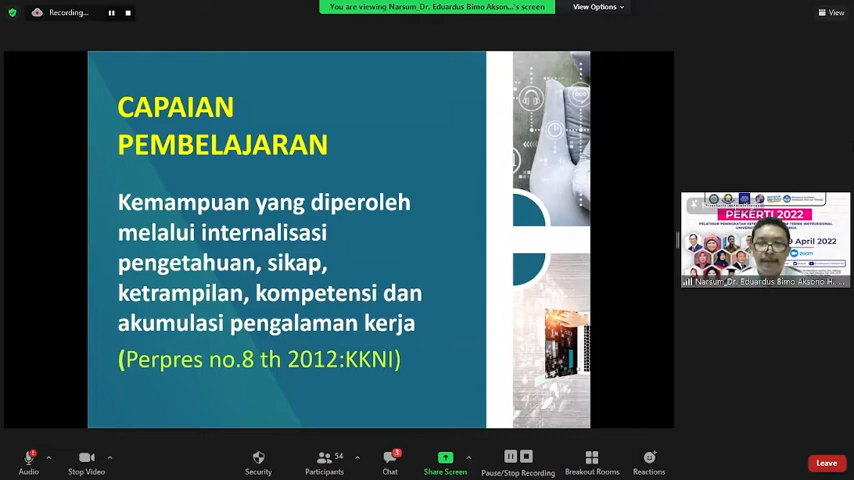 Recording...
You are viewing Narsum_Dr. Eduardus Bimo Akson...'s screen
View Options
View
CAPAIAN
PEMBELAJARAN
Kemampuan yang diperoleh
melalui internalisasi
pengetahuan, sikap,
ketrampilan, kompetensi dan
akumulasi pengalaman kerja
(Perpres no.8 th 2012:KKNI)
PEKERTI 2022
9 April 2022
zoom
Narsum_Dr. Eduardus Bimo Aksono H. ...
Audio
Stop Video
Security
54
Participants
3
Chat
Share Screen
Pause/Stop Recording
Breakout Rooms
Reactions
Leave